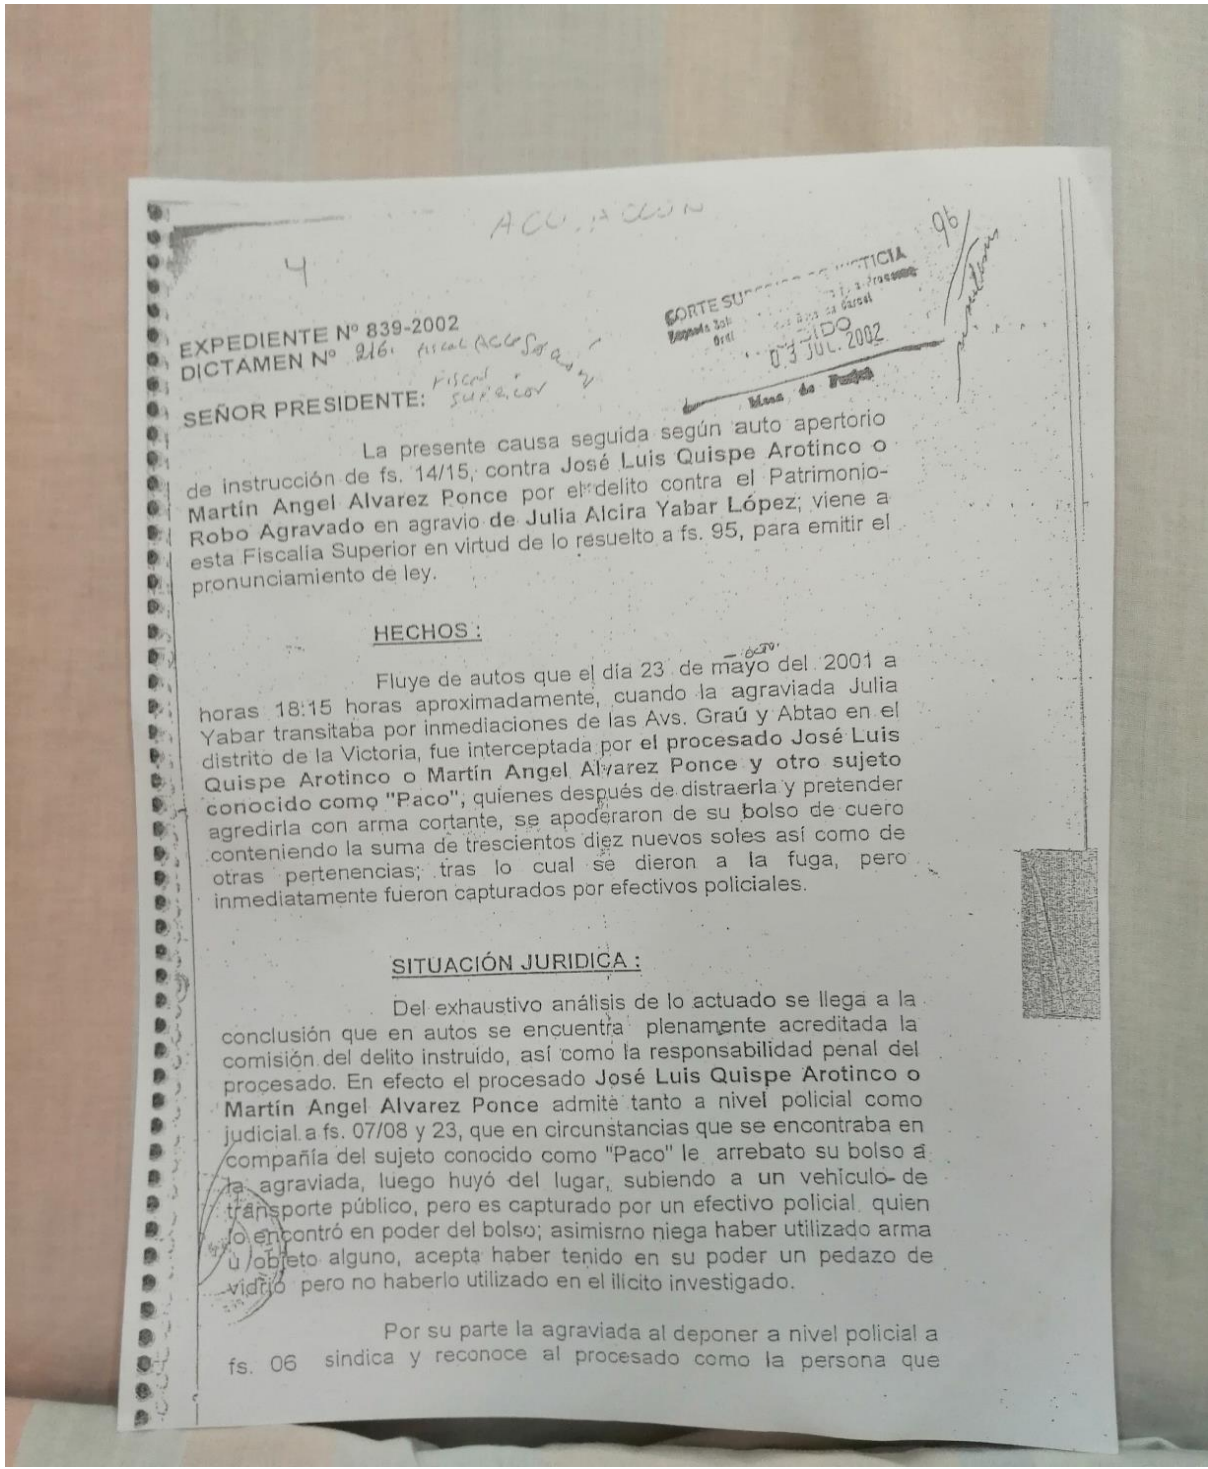 96
4
CORTE SU
TICIA
03 JUL. 2002
Mesa de Partes
EXPEDIENTE Nº 839-2002
DICTAMEN Nº 216. fiscal
SEÑOR PRESIDENTE: Fiscal
superior
La presente causa seguida según auto apertorio
de instrucción de fs. 14/15, contra José Luis Quispe Arotinco o
Martín Angel Alvarez Ponce por el delito contra el Patrimonio-
Robo Agravado en agravio de Julia Alcira Yabar López; viene a
esta Fiscalía Superior en virtud de lo resuelto a fs. 95, para emitir el
pronunciamiento de ley.
HECHOS :
Fluye de autos que el día 23 de mayo del 2001 a
horas 18:15 horas aproximadamente, cuando la agraviada Julia
Yabar transitaba por inmediaciones de las Avs. Graú y Abtao en el
distrito de la Victoria, fue interceptada por el procesado José Luis
Quispe Arotinco o Martín Angel Alvarez Ponce y otro sujeto
conocido como "Paco", quienes después de distraerla y pretender
agredirla con arma cortante, se apoderaron de su bolso de cuero
conteniendo la suma de trescientos diez nuevos soles así como de
otras pertenencias; tras lo cual se dieron a la fuga, pero
inmediatamente fueron capturados por efectivos policiales.
SITUACIÓN JURIDICA :
Del exhaustivo análisis de lo actuado se llega a la
conclusión que en autos se encuentra plenamente acreditada la
comisión del delito instruido, así como la responsabilidad penal del
procesado. En efecto el procesado José Luis Quispe Arotinco o
Martín Angel Alvarez Ponce admite tanto a nivel policial como
judicial a fs. 07/08 y 23, que en circunstancias que se encontraba en
compañía del sujeto conocido como "Paco" le arrebato su bolso a
la agraviada, luego huyó del lugar, subiendo a un vehículo de
transporte público, pero es capturado por un efectivo policial quien
lo encontró en poder del bolso; asimismo niega haber utilizado arma
u objeto alguno, acepta haber tenido en su poder un pedazo de
vidrio pero no haberlo utilizado en el ilícito investigado.
Por su parte la agraviada al deponer a nivel policial a
fs. 06 sindica y reconoce al procesado como la persona que